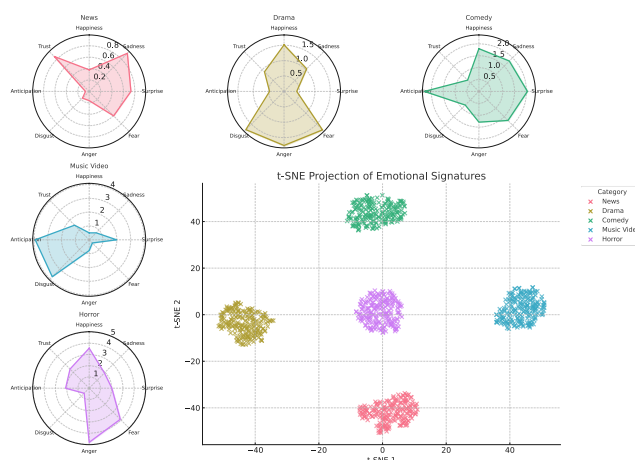 News
Happiness
Trust
Sadness
0.8
0.6
0.4
0.2
Anticipation
Surprise
Disgust
Fear
Anger
Drama
Happiness
Trust
Sadness
1.5
1.0
0.5
Anticipation
Surprise
Disgust
Fear
Anger
Comedy
Happiness
Trust
Sadness
2.0
1.5
1.0
0.5
Anticipation
Surprise
Disgust
Fear
Anger
Music Video
Happiness
Trust
Sadness
4
3
2
1
Anticipation
Surprise
Disgust
Fear
Anger
Horror
Happiness
Trust
Sadness
5
4
3
2
1
Anticipation
Surprise
Disgust
Fear
Anger
t-SNE Projection of Emotional Signatures
t-SNE 2
40
20
0
−20
−40
−40
−20
0
20
40
t-SNE 1
Category
News
Drama
Comedy
Music Vide
Horror